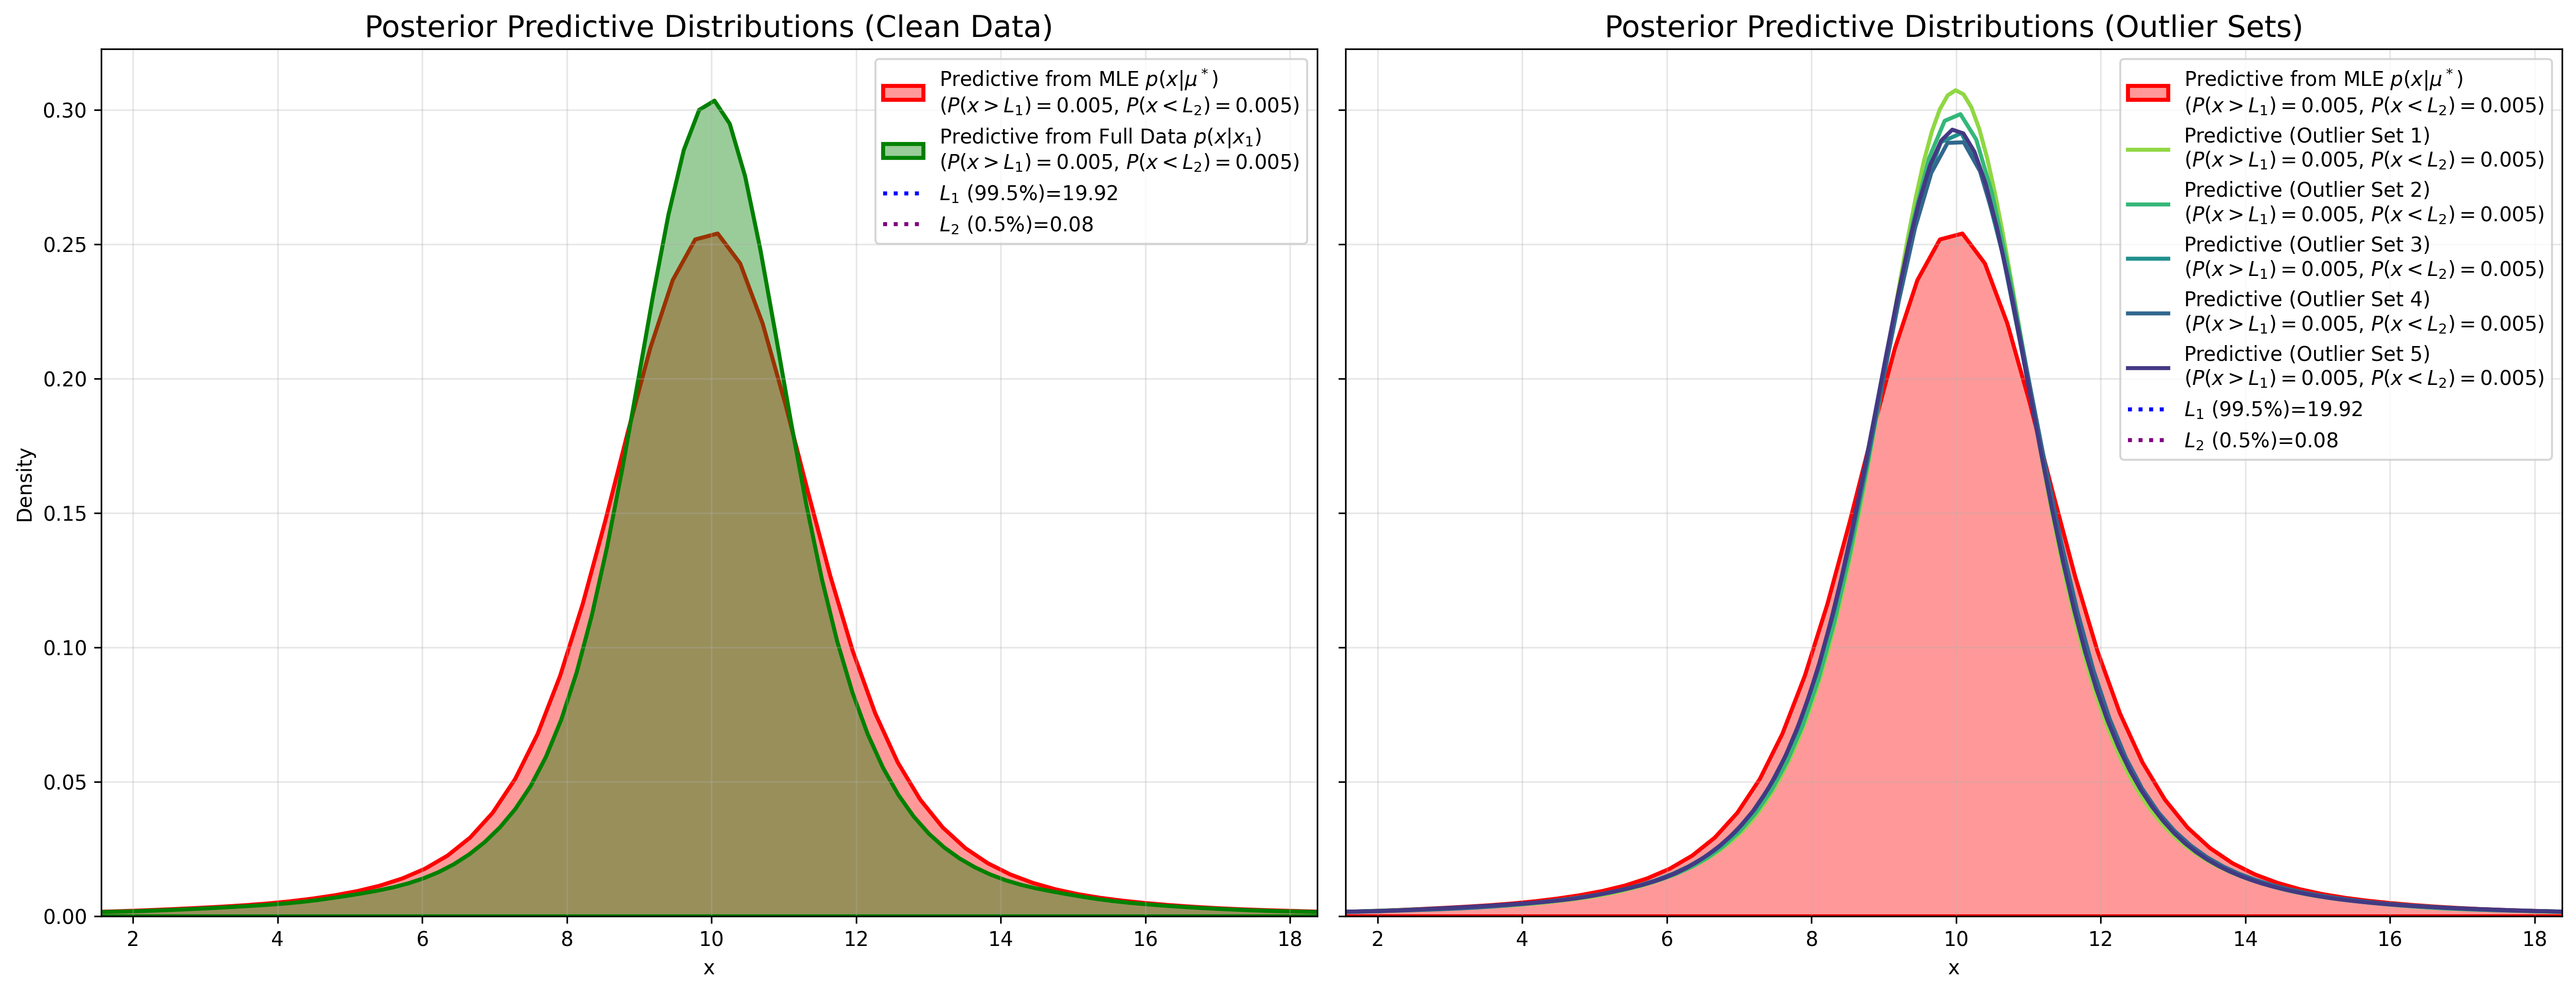 Posterior Predictive Distributions (Clean Data)
Predictive from MLE p(x|μ*)
(P(x > L₁) = 0.005, P(x < L₂) = 0.005)
Predictive from Full Data p(x|x₁)
(P(x > L₁) = 0.005, P(x < L₂) = 0.005)
L₁ (99.5%)=19.92
L₂ (0.5%)=0.08
Density
0.30
0.25
0.20
0.15
0.10
0.05
0.00
2 4 6 8 10 12 14 16 18
x
Posterior Predictive Distributions (Outlier Sets)
Predictive from MLE p(x|μ*)
(P(x > L₁) = 0.005, P(x < L₂) = 0.005)
Predictive (Outlier Set 1)
(P(x > L₁) = 0.005, P(x < L₂) = 0.005)
Predictive (Outlier Set 2)
(P(x > L₁) = 0.005, P(x < L₂) = 0.005)
Predictive (Outlier Set 3)
(P(x > L₁) = 0.005, P(x < L₂) = 0.005)
Predictive (Outlier Set 4)
(P(x > L₁) = 0.005, P(x < L₂) = 0.005)
Predictive (Outlier Set 5)
(P(x > L₁) = 0.005, P(x < L₂) = 0.005)
L₁ (99.5%)=19.92
L₂ (0.5%)=0.08
2 4 6 8 10 12 14 16 18
x